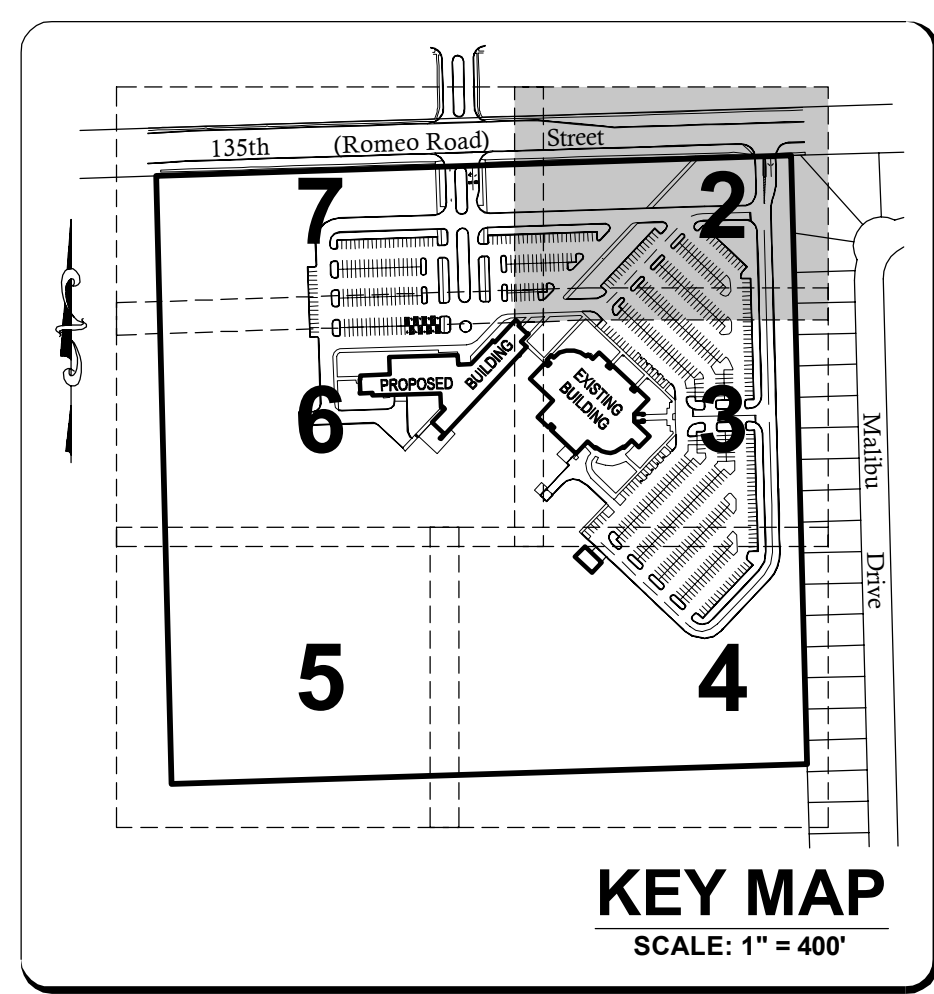 135th (Romeo Road) Street
7
2
PROPOSED BUILDING
EXISTING
BUILDING
6
3
Malibu Drive
5
4
KEY MAP
SCALE: 1" = 400'